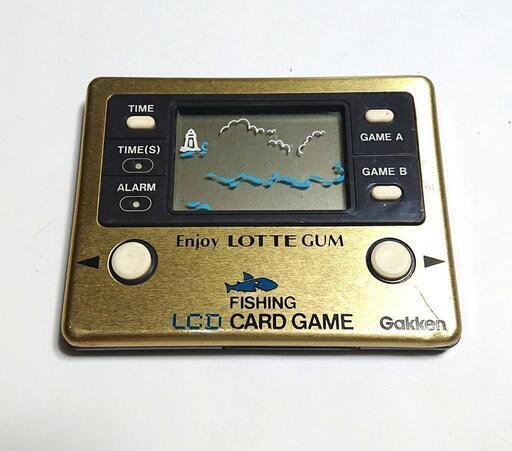 TIME
TIME(S)
ALARM
GAME A
GAME B
Enjoy LOTTE GUM
FISHING
LCD CARD GAME
Gakken